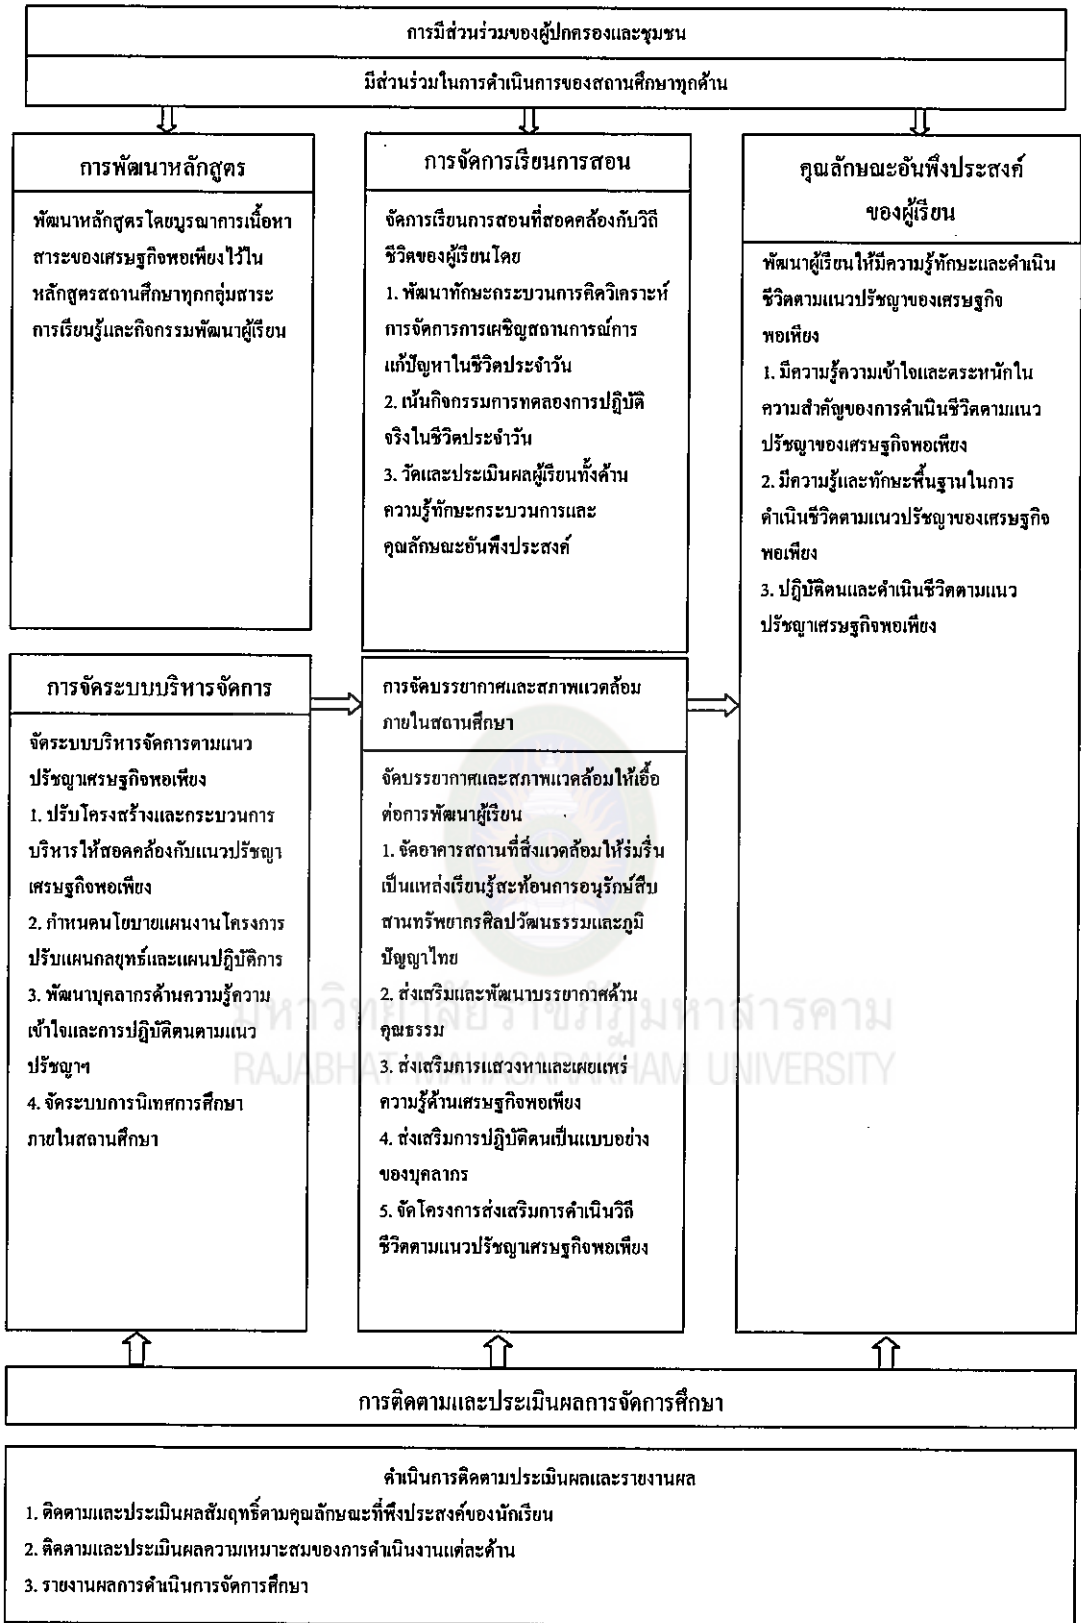 การมีส่วนร่วมของผู้ปกครองและชุมชน
มีส่วนร่วมในการดำเนินการของสถานศึกษาทุกด้าน
การพัฒนาหลักสูตร
พัฒนาหลักสูตรโดยบูรณาการเนื้อหา
สาระของเศรษฐกิจพอเพียงไว้ใน
หลักสูตรสถานศึกษาทุกกลุ่มสาระ
การเรียนรู้และกิจกรรมพัฒนาผู้เรียน
การจัดการเรียนการสอน
จัดการเรียนการสอนที่สอดคล้องกับวิถี
ชีวิตของผู้เรียนโดย
1. พัฒนาทักษะกระบวนการคิดวิเคราะห์
การจัดการการเผชิญสถานการณ์การ
แก้ปัญหาในชีวิตประจำวัน
2. เน้นกิจกรรมการทดลองการปฏิบัติ
จริงในชีวิตประจำวัน
3. วัดและประเมินผลผู้เรียนทั้งด้าน
ความรู้ทักษะกระบวนการและ
คุณลักษณะอันพึงประสงค์
คุณลักษณะอันพึงประสงค์
ของผู้เรียน
พัฒนาผู้เรียนให้มีความรู้ทักษะและดำเนิน
ชีวิตตามแนวปรัชญาของเศรษฐกิจ
พอเพียง
1. มีความรู้ความเข้าใจและตระหนักใน
ความสำคัญของการดำเนินชีวิตตามแนว
ปรัชญาของเศรษฐกิจพอเพียง
2. มีความรู้และทักษะพื้นฐานในการ
ดำเนินชีวิตตามแนวปรัชญาของเศรษฐกิจ
พอเพียง
3. ปฏิบัติตนและดำเนินชีวิตตามแนว
ปรัชญาเศรษฐกิจพอเพียง
การจัดระบบบริหารจัดการ
จัดระบบบริหารจัดการตามแนว
ปรัชญาเศรษฐกิจพอเพียง
1. ปรับโครงสร้างและกระบวนการ
บริหารให้สอดคล้องกับแนวปรัชญา
เศรษฐกิจพอเพียง
2. กำหนดนโยบายแผนงานโครงการ
ปรับแผนกลยุทธ์และแผนปฏิบัติการ
3. พัฒนาบุคลากรด้านความรู้ความ
เข้าใจและการปฏิบัติตนตามแนว
ปรัชญาฯ
4. จัดระบบการนิเทศการศึกษา
ภายในสถานศึกษา
การจัดบรรยากาศและสภาพแวดล้อม
ภายในสถานศึกษา
จัดบรรยากาศและสภาพแวดล้อมให้เอื้อ
ต่อการพัฒนาผู้เรียน
1. จัดอาคารสถานที่สิ่งแวดล้อมให้ร่มรื่น
เป็นแหล่งเรียนรู้สะท้อนการอนุรักษ์สืบ
สานทรัพยากรศิลปวัฒนธรรมและภูมิ
ปัญญาไทย
2. ส่งเสริมและพัฒนาบรรยากาศด้าน
คุณธรรม
3. ส่งเสริมการแสวงหาและเผยแพร่
ความรู้ด้านเศรษฐกิจพอเพียง
4. ส่งเสริมการปฏิบัติตนเป็นแบบอย่าง
ของบุคลากร
5. จัดโครงการส่งเสริมการดำเนินวิถี
ชีวิตตามแนวปรัชญาเศรษฐกิจพอเพียง
มหาวิทยาลัยราชภัฏมหาสารคาม
RAJABHAT MAHASARAKHAM UNIVERSITY
การติดตามและประเมินผลการจัดการศึกษา
ดำเนินการติดตามประเมินผลและรายงานผล
1. ติดตามและประเมินผลสัมฤทธิ์ตามคุณลักษณะที่พึงประสงค์ของนักเรียน
2. ติดตามและประเมินผลความเหมาะสมของการดำเนินงานแต่ละด้าน
3. รายงานผลการดำเนินการจัดการศึกษา